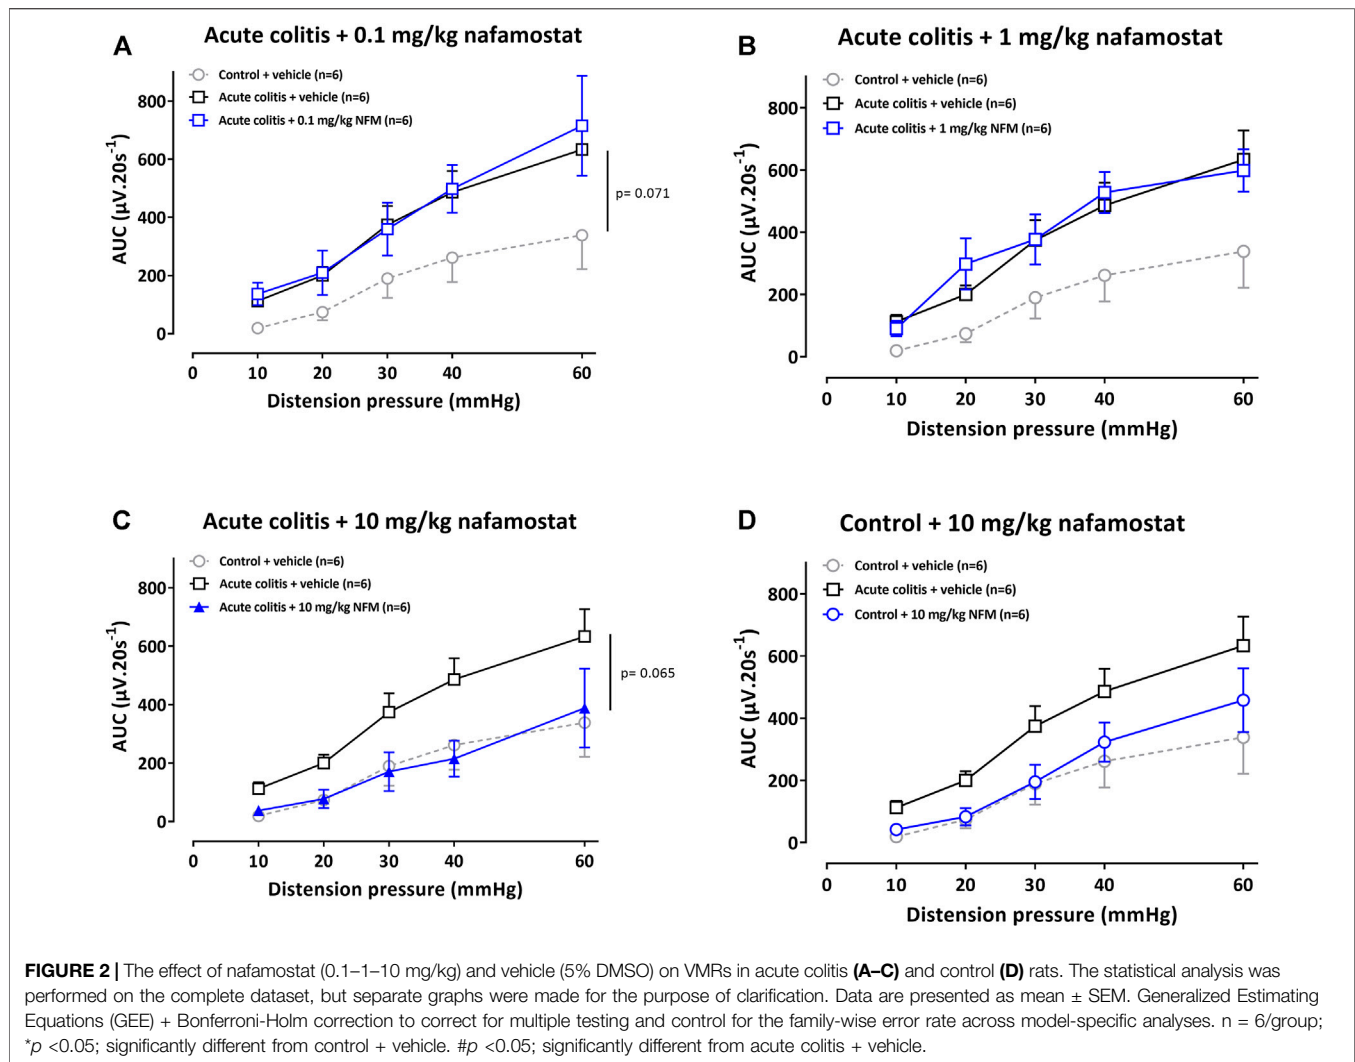 A
Acute colitis + 0.1 mg/kg nafamostat
Control + vehicle (n=6)
Acute colitis + vehicle (n=6)
Acute colitis + 0.1 mg/kg NFM (n=6)
AUC (µV.20s⁻¹)
800
600
400
200
0
p= 0.071
0 10 20 30 40 60
Distension pressure (mmHg)
B
Acute colitis + 1 mg/kg nafamostat
Control + vehicle (n=6)
Acute colitis + vehicle (n=6)
Acute colitis + 1 mg/kg NFM (n=6)
AUC (µV.20s⁻¹)
800
600
400
200
0
0 10 20 30 40 60
Distension pressure (mmHg)
C
Acute colitis + 10 mg/kg nafamostat
Control + vehicle (n=6)
Acute colitis + vehicle (n=6)
Acute colitis + 10 mg/kg NFM (n=6)
AUC (µV.20s⁻¹)
800
600
400
200
0
p= 0.065
0 10 20 30 40 60
Distension pressure (mmHg)
D
Control + 10 mg/kg nafamostat
Control + vehicle (n=6)
Acute colitis + vehicle (n=6)
Control + 10 mg/kg NFM (n=6)
AUC (µV.20s⁻¹)
800
600
400
200
0
0 10 20 30 40 60
Distension pressure (mmHg)
FIGURE 2 | The effect of nafamostat (0.1–1–10 mg/kg) and vehicle (5% DMSO) on VMRs in acute colitis (A–C) and control (D) rats. The statistical analysis was
performed on the complete dataset, but separate graphs were made for the purpose of clarification. Data are presented as mean ± SEM. Generalized Estimating
Equations (GEE) + Bonferroni-Holm correction to correct for multiple testing and control for the family-wise error rate across model-specific analyses. n = 6/group;
*p <0.05; significantly different from control + vehicle. #p <0.05; significantly different from acute colitis + vehicle.